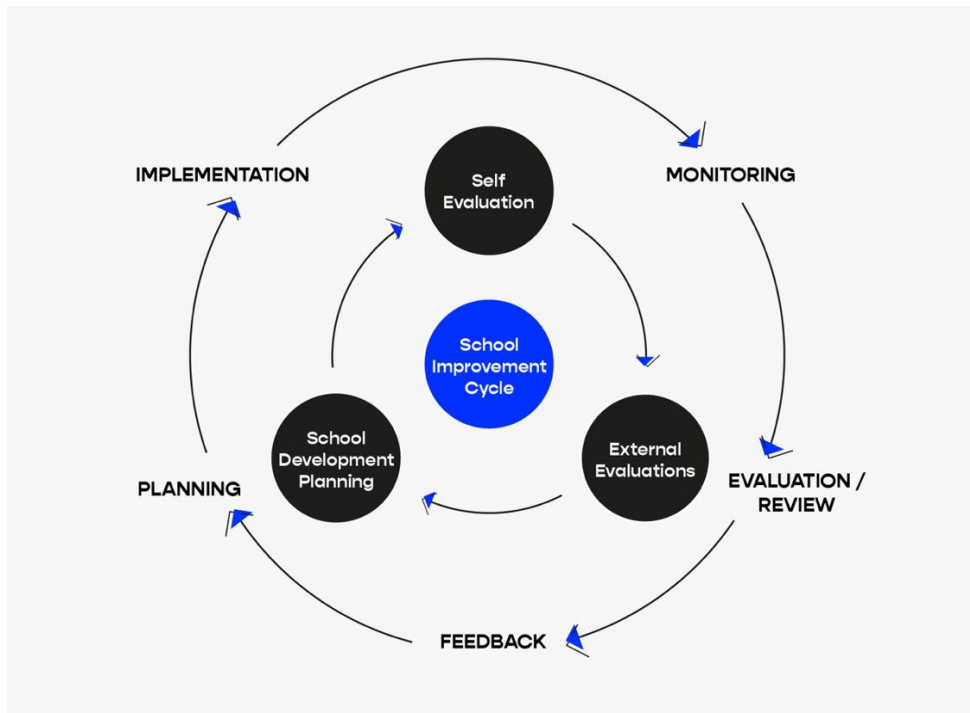 IMPLEMENTATION
MONITORING
Self
Evaluation
School
Improvement
Cycle
School
Development
Planning
External
Evaluations
PLANNING
EVALUATION /
REVIEW
FEEDBACK